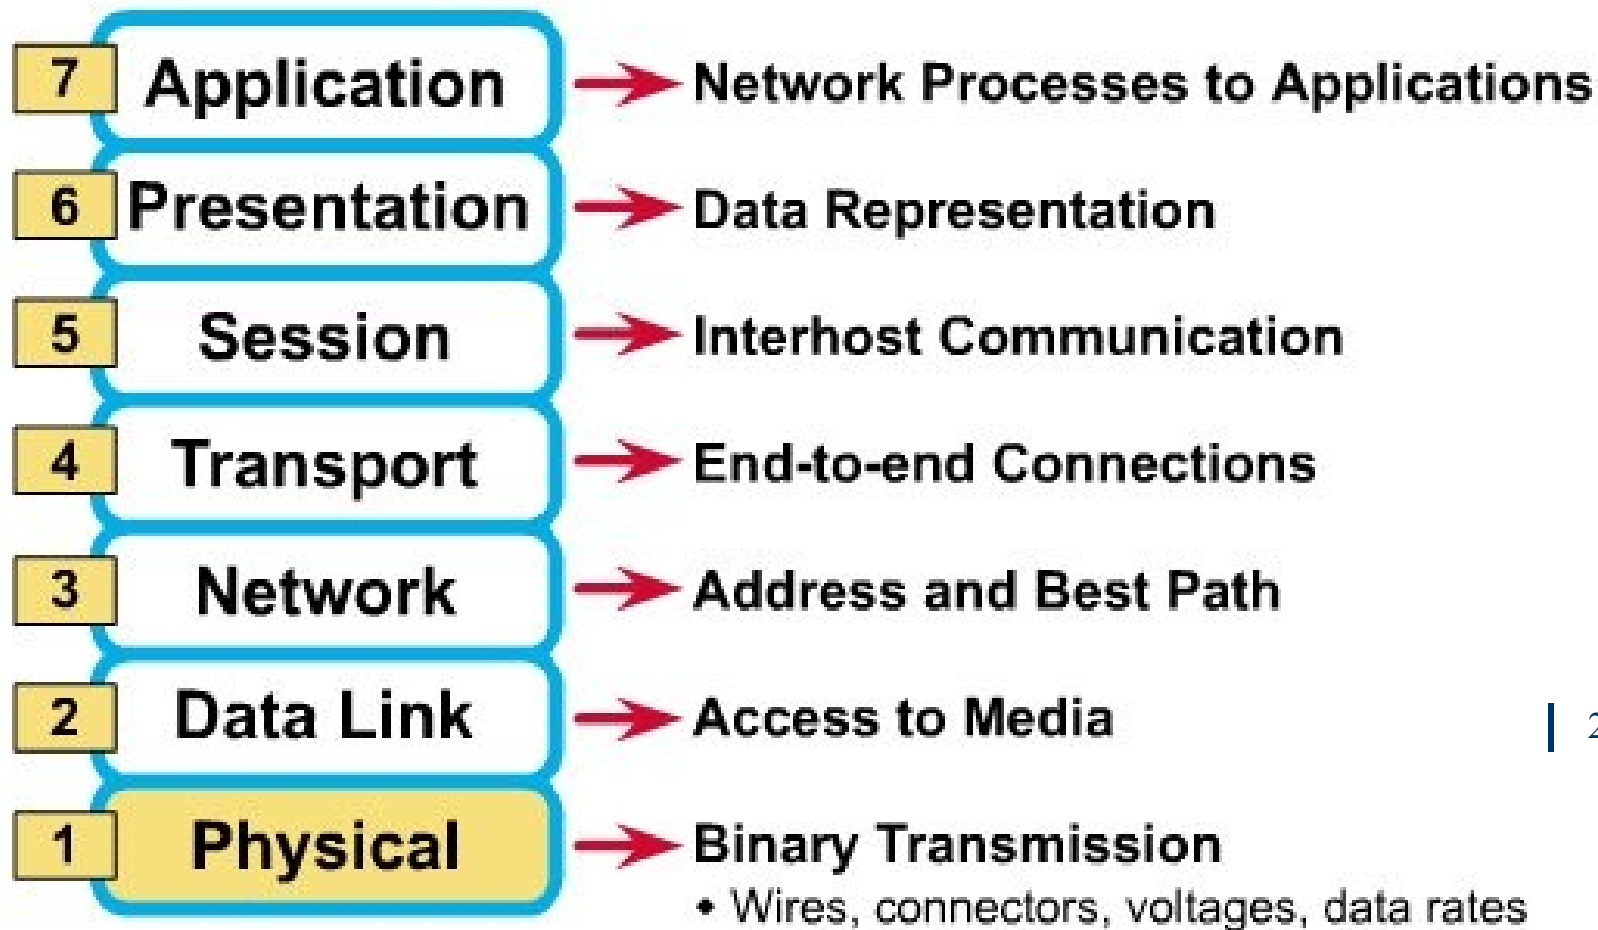 7 Application Network Processes to Applications
6 Presentation Data Representation
5 Session Interhost Communication
4 Transport End-to-end Connections
3 Network Address and Best Path
2 Data Link Access to Media
2
1 Physical Binary Transmission
• Wires, connectors, voltages, data rates